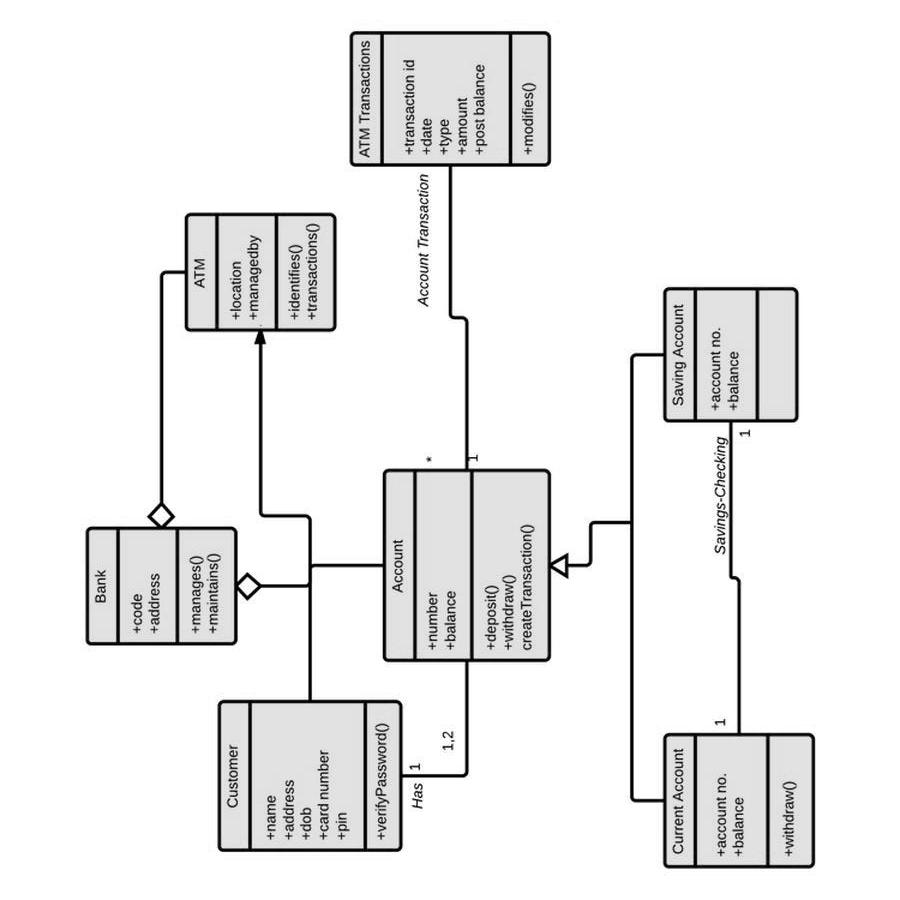 Bank
+code
+address
+manages()
+maintains()
ATM
+location
+managedby
+identifies()
+transactions()
Customer
+name
+address
+dob
+card number
+pin
+verifyPassword()
Has
1
1,2
Account
+number
+balance
+deposit()
+withdraw()
createTransaction()
*
1
Account Transaction
ATM Transactions
+transaction id
+date
+type
+amount
+post balance
+modifies()
Current Account
+account no.
+balance
+withdraw()
1
Savings-Checking
1
Saving Account
+account no.
+balance